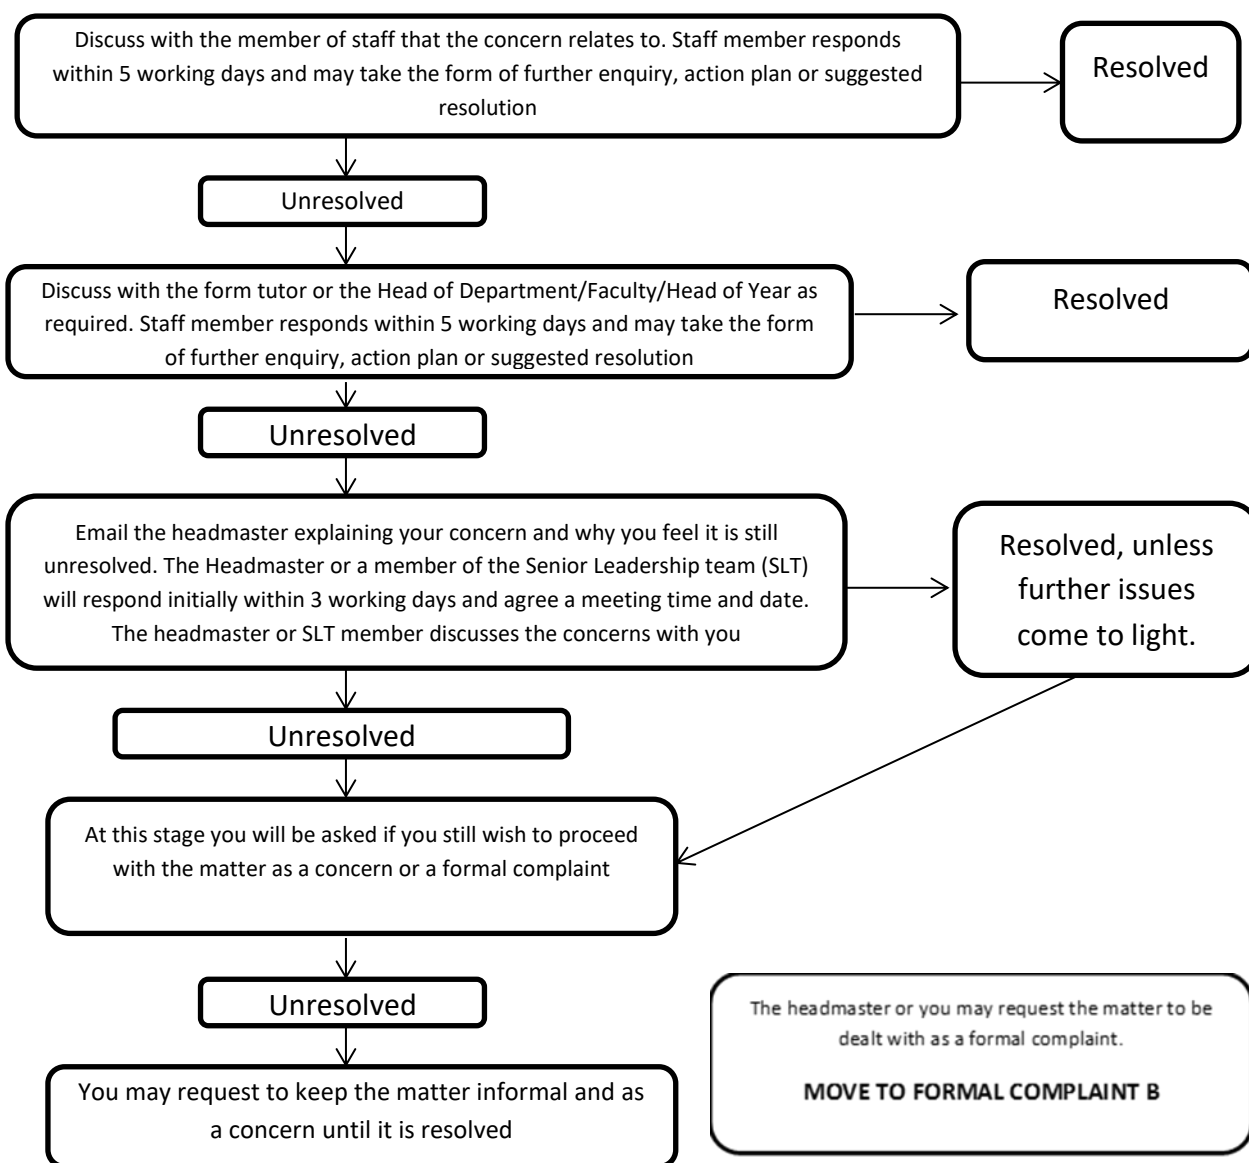 Discuss with the member of staff that the concern relates to. Staff member responds
within 5 working days and may take the form of further enquiry, action plan or suggested
resolution
Resolved
Unresolved
Discuss with the form tutor or the Head of Department/Faculty/Head of Year as
required. Staff member responds within 5 working days and may take the form
of further enquiry, action plan or suggested resolution
Resolved
Unresolved
Email the headmaster explaining your concern and why you feel it is still
unresolved. The Headmaster or a member of the Senior Leadership team (SLT)
will respond initially within 3 working days and agree a meeting time and date.
The headmaster or SLT member discusses the concerns with you
Resolved, unless
further issues
come to light.
Unresolved
At this stage you will be asked if you still wish to proceed
with the matter as a concern or a formal complaint
Unresolved
The headmaster or you may request the matter to be
dealt with as a formal complaint.
MOVE TO FORMAL COMPLAINT B
You may request to keep the matter informal and as
a concern until it is resolved